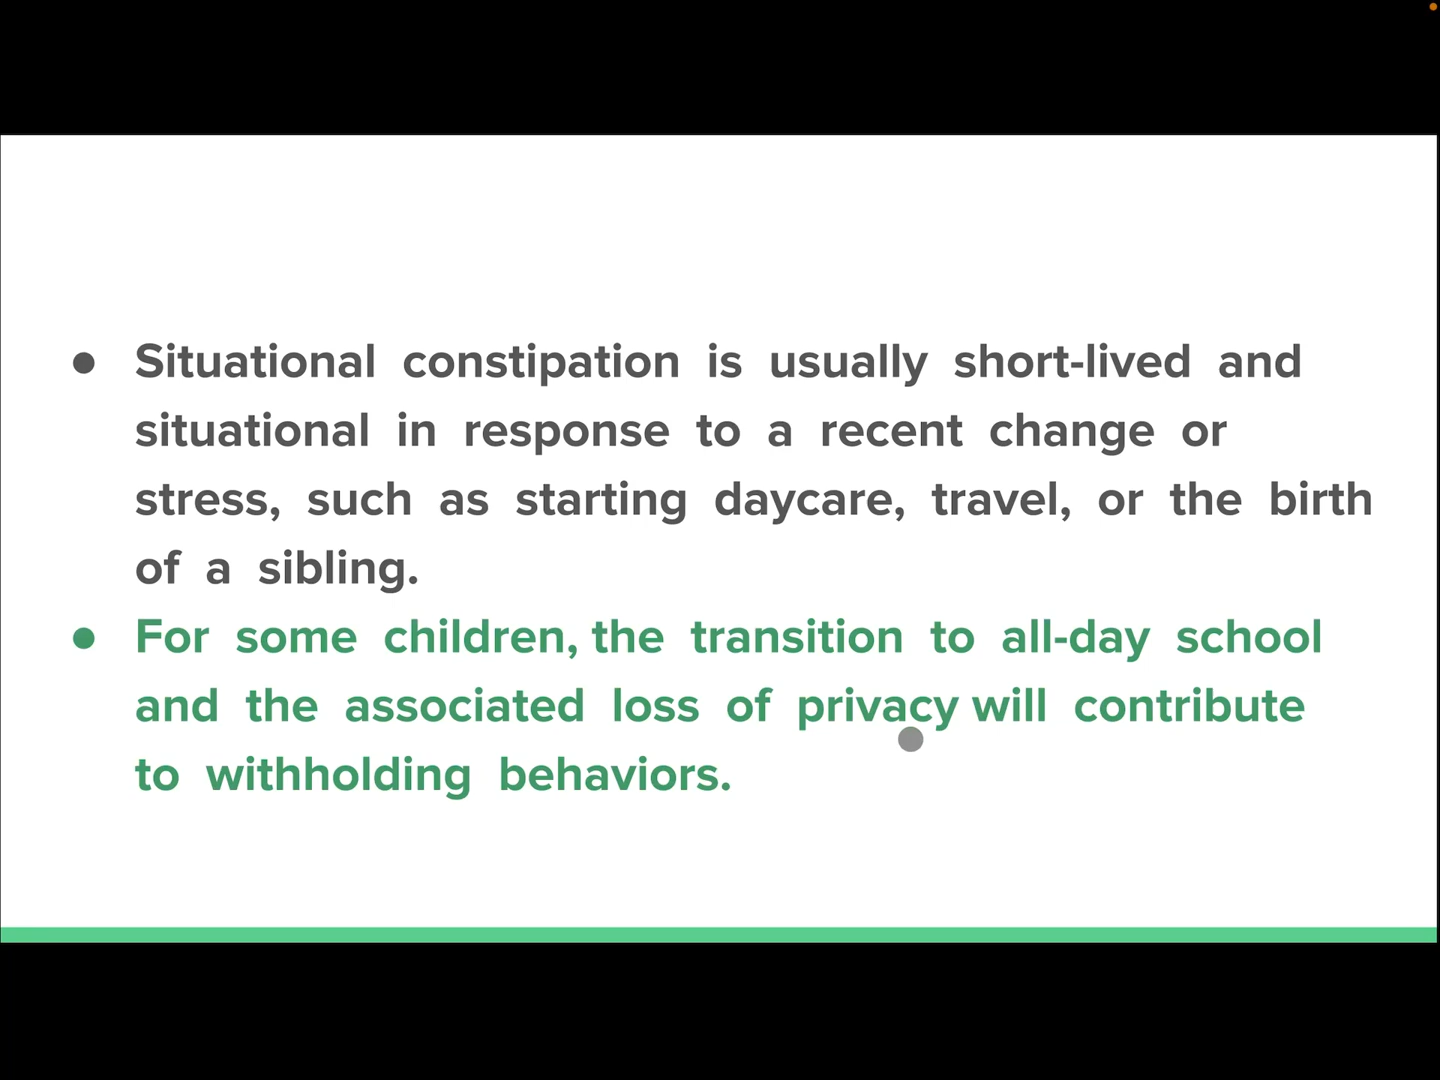 ● Situational constipation is usually short-lived and
situational in response to a recent change or
stress, such as starting daycare, travel, or the birth
of a sibling.
● For some children, the transition to all-day school
and the associated loss of privacy will contribute
to withholding behaviors.